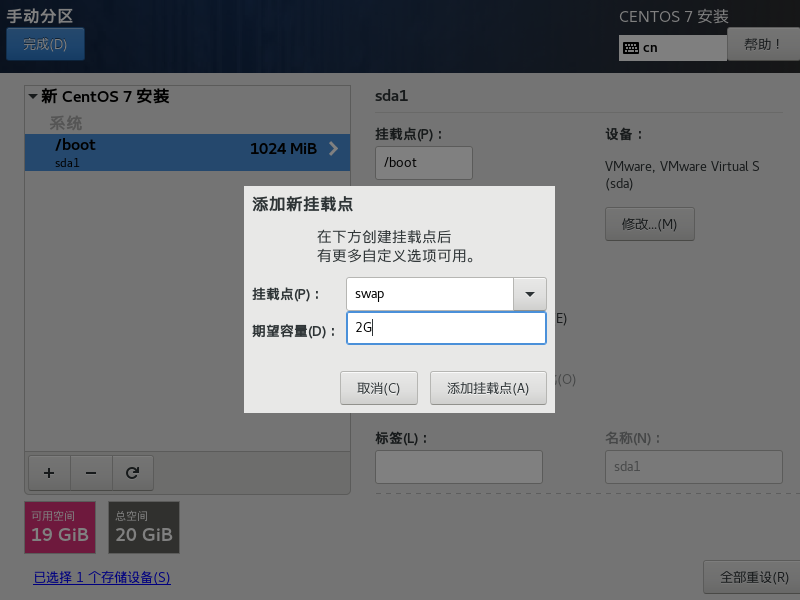 手动分区
完成(D)
CENTOS 7 安装
cn
帮助！
新 CentOS 7 安装
系统
/boot
1024 MiB
sda1
sda1
挂载点(P)：
/boot
设备：
VMware, VMware Virtual S
(sda)
修改...(M)
添加新挂载点
在下方创建挂载点后
有更多自定义选项可用。
挂载点(P)：
swap
期望容量(D)：
2G
取消(C)
添加挂载点(A)
E)
(O)
标签(L)：
名称(N)：
sda1
+
−
可用空间
19 GiB
总空间
20 GiB
已选择 1 个存储设备(S)
全部重设(R)